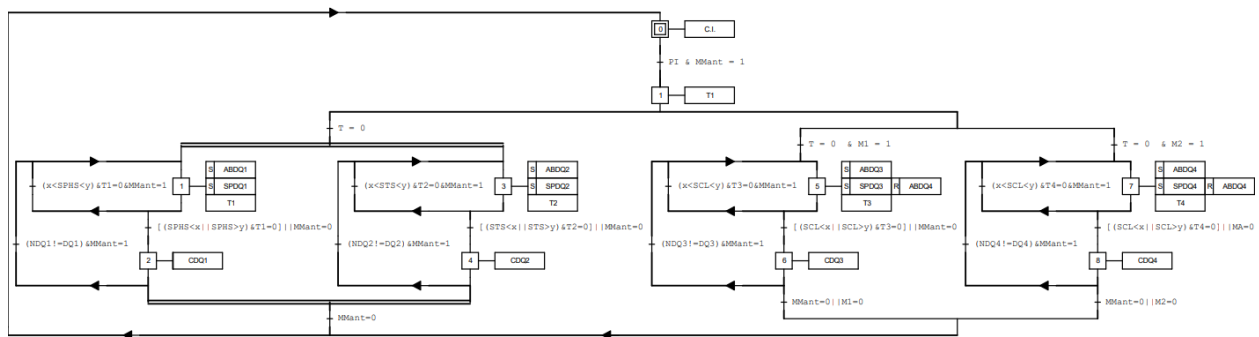 0 C.I.
PI & MMant = 1
1 T1
T = 0
T = 0 & M1 = 1
T = 0 & M2 = 1
(x<SPHS<y)&T1=0&MMant=1
1
S ABDQ1
S SPDQ1
T1
(x<STS<y)&T2=0&MMant=1
3
S ABDQ2
S SPDQ2
T2
(x<SCL<y)&T3=0&MMant=1
5
S ABDQ3
S SPDQ3 R ABDQ4
T3
(x<SCL<y)&T4=0&MMant=1
7
S ABDQ4
S SPDQ4 R ABDQ4
T4
[(SPHS<x||SPHS>y)&T1=0]||MMant=0
[(STS<x||STS>y)&T2=0]||MMant=0
[(SCL<x||SCL>y)&T3=0]||MMant=0
[(SCL<x||SCL>y)&T4=0]||MA=0
(NDQ1!=DQ1)&MMant=1
(NDQ2!=DQ2)&MMant=1
(NDQ3!=DQ3)&MMant=1
(NDQ4!=DQ4)&MMant=1
2 CDQ1
4 CDQ2
6 CDQ3
8 CDQ4
MMant=0
MMant=0||M1=0
MMant=0||M2=0